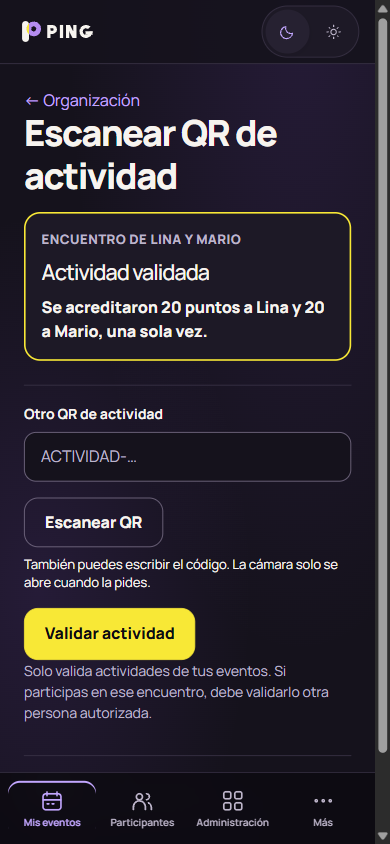 PING
← Organización
Escanear QR de
actividad
ENCUENTRO DE LINA Y MARIO
Actividad validada
Se acreditaron 20 puntos a Lina y 20
a Mario, una sola vez.
Otro QR de actividad
ACTIVIDAD-...
Escanear QR
También puedes escribir el código. La cámara solo se
abre cuando la pides.
Validar actividad
Solo valida actividades de tus eventos. Si
participas en ese encuentro, debe validarlo otra
persona autorizada.
Mis eventos
Participantes
Administración
Más